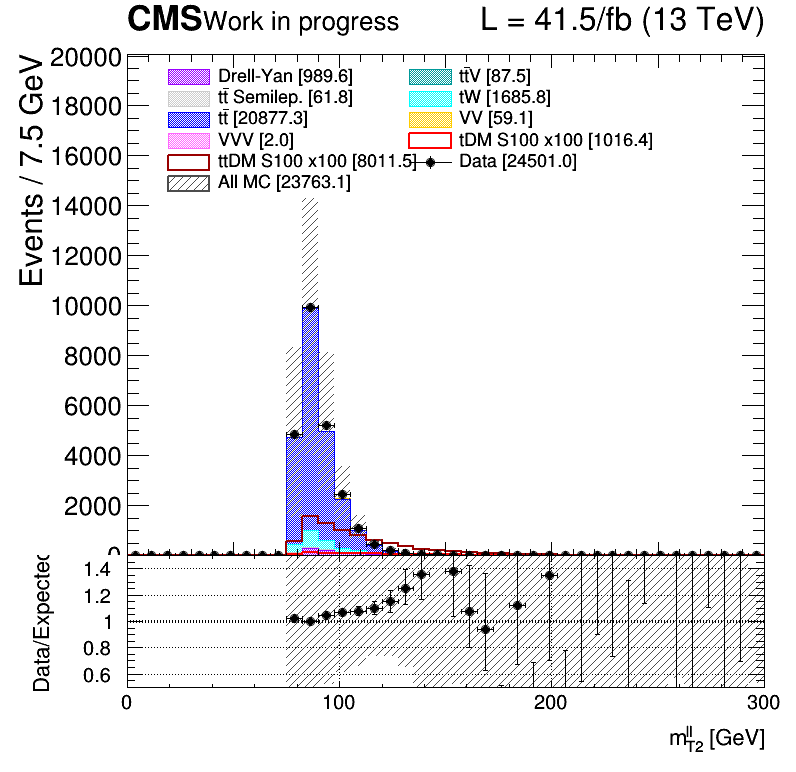 CMS Work in progress L = 41.5/fb (13 TeV)
Events / 7.5 GeV
20000
18000
16000
14000
12000
10000
8000
6000
4000
2000
0
Drell-Yan [989.6] tt̄V [87.5]
tt̄ Semilep. [61.8] tW [1685.8]
tt̄ [20877.3] VV [59.1]
VVV [2.0] tDM S100 x100 [1016.4]
ttDM S100 x100 [8011.5] Data [24501.0]
All MC [23763.1]
Data/Expected
1.4
1.2
1
0.8
0.6
0 100 200 300
m_T2^ll [GeV]